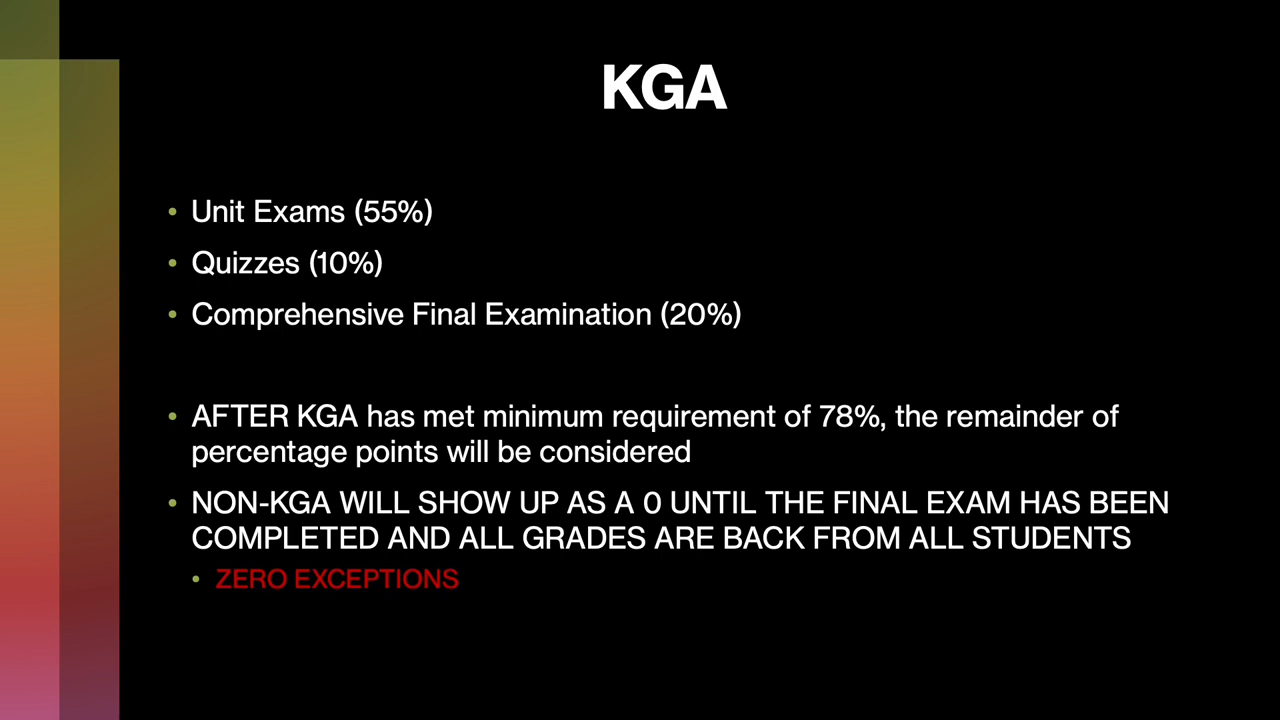 KGA
• Unit Exams (55%)
• Quizzes (10%)
• Comprehensive Final Examination (20%)
• AFTER KGA has met minimum requirement of 78%, the remainder of
percentage points will be considered
• NON-KGA WILL SHOW UP AS A 0 UNTIL THE FINAL EXAM HAS BEEN
COMPLETED AND ALL GRADES ARE BACK FROM ALL STUDENTS
• ZERO EXCEPTIONS